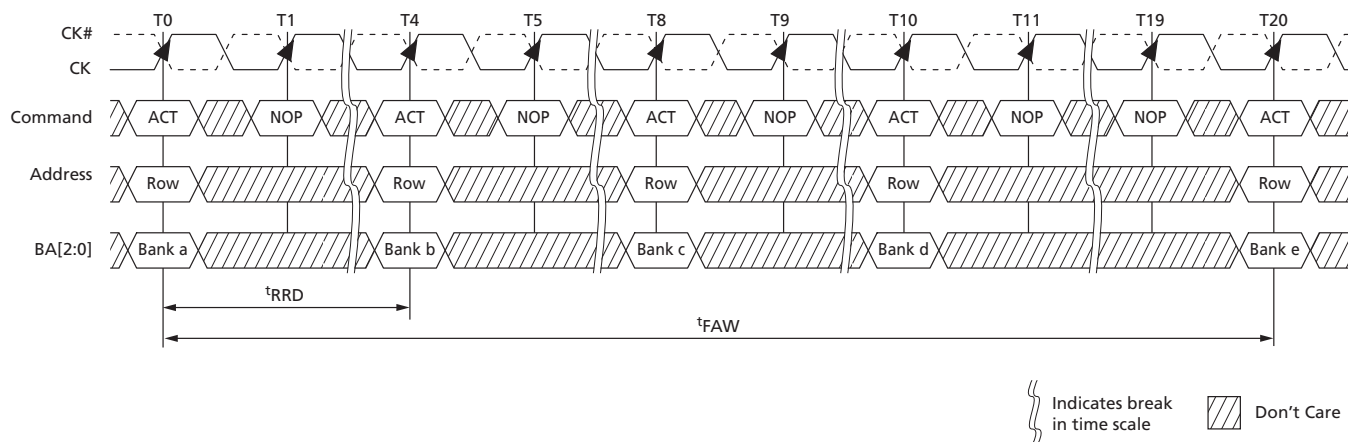 T0 T1 T4 T5 T8 T9 T10 T11 T19 T20
CK#
CK
Command ACT NOP ACT NOP ACT NOP ACT NOP NOP ACT
Address Row Row Row Row Row
BA[2:0] Bank a Bank b Bank c Bank d Bank e
tRRD
tFAW
Indicates break
in time scale
Don't Care